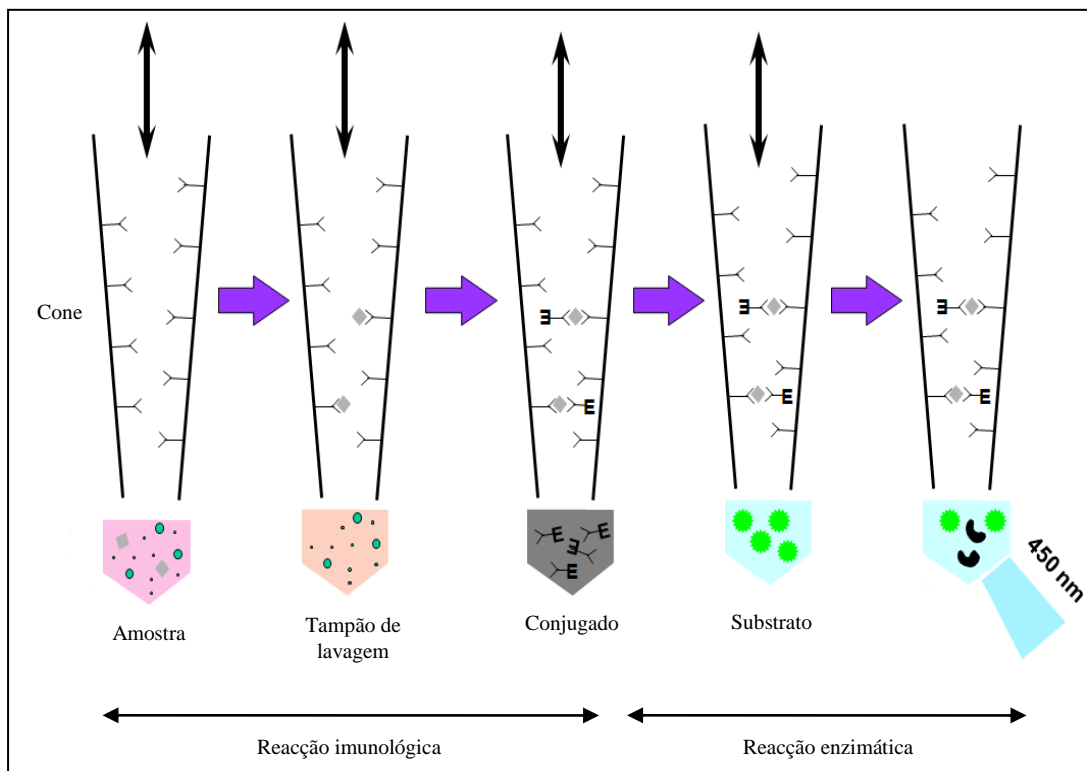 Cone
E
E
E
E
E
E
E
E
E
E
450 nm
Amostra
Tampão de
lavagem
Conjugado
Substrato
Reacção imunológica
Reacção enzimática